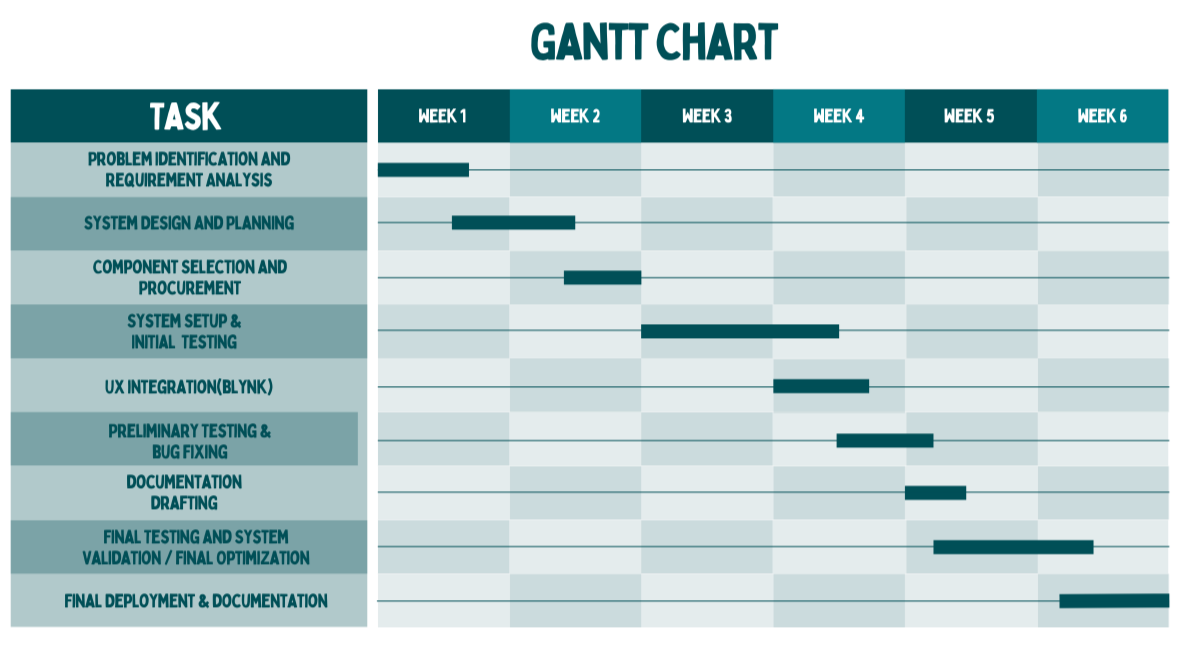 GANTT CHART
TASK
WEEK 1
WEEK 2
WEEK 3
WEEK 4
WEEK 5
WEEK 6
PROBLEM IDENTIFICATION AND
REQUIREMENT ANALYSIS
SYSTEM DESIGN AND PLANNING
COMPONENT SELECTION AND
PROCUREMENT
SYSTEM SETUP &
INITIAL TESTING
UX INTEGRATION(BLYNK)
PRELIMINARY TESTING &
BUG FIXING
DOCUMENTATION
DRAFTING
FINAL TESTING AND SYSTEM
VALIDATION / FINAL OPTIMIZATION
FINAL DEPLOYMENT & DOCUMENTATION